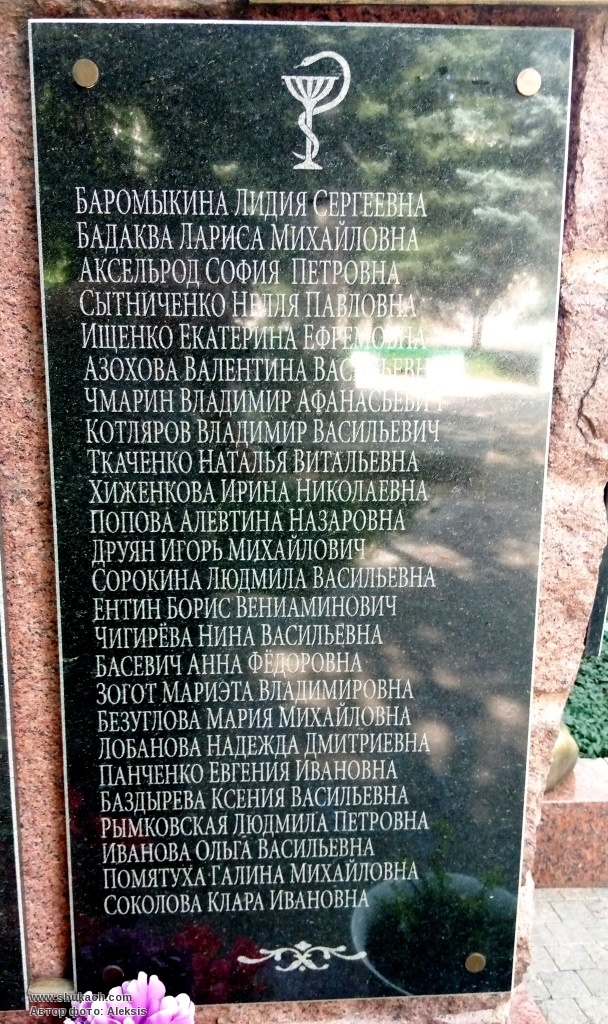 БАРОМЫКИНА ЛИДИЯ СЕРГЕЕВНА
БАДАКВА ЛАРИСА МИХАЙЛОВНА
АКСЕЛЬРОД СОФИЯ ПЕТРОВНА
СЫТНИЧЕНКО НЕЛЛЯ ПАВЛОВНА
ИЩЕНКО ЕКАТЕРИНА ЕФРЕМОВНА
АЗОХОВА ВАЛЕНТИНА ВАСИЛЬЕВНА
ЧМАРИН ВЛАДИМИР АФАНАСЬЕВИЧ
КОТЛЯРОВ ВЛАДИМИР ВАСИЛЬЕВИЧ
ТКАЧЕНКО НАТАЛЬЯ ВИТАЛЬЕВНА
ХИЖЕНКОВА ИРИНА НИКОЛАЕВНА
ПОПОВА АЛЕВТИНА НАЗАРОВНА
ДРУЯН ИГОРЬ МИХАЙЛОВИЧ
СОРОКИНА ЛЮДМИЛА ВАСИЛЬЕВНА
ЕНТИН БОРИС ВЕНИАМИНОВИЧ
ЧИГИРЁВА НИНА ВАСИЛЬЕВНА
БАСЕВИЧ АННА ФЁДОРОВНА
ЗОГОТ МАРИЭТА ВЛАДИМИРОВНА
БЕЗУГЛОВА МАРИЯ МИХАЙЛОВНА
ЛОБАНОВА НАДЕЖДА ДМИТРИЕВНА
ПАНЧЕНКО ЕВГЕНИЯ ИВАНОВНА
БАЗДЫРЕВА КСЕНИЯ ВАСИЛЬЕВНА
РЫМКОВСКАЯ ЛЮДМИЛА ПЕТРОВНА
ИВАНОВА ОЛЬГА ВАСИЛЬЕВНА
ПОМЯТУХА ГАЛИНА МИХАЙЛОВНА
СОКОЛОВА КЛАРА ИВАНОВНА
www.shukach.com
Автор фото: Aleksis